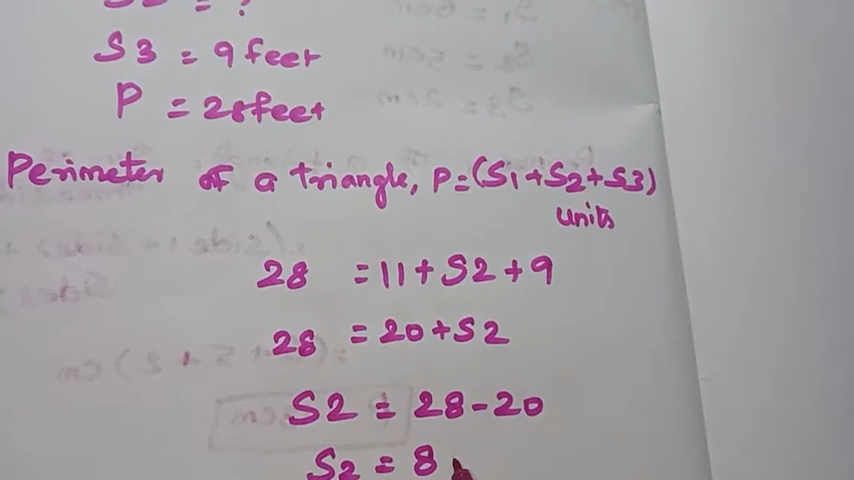 S2 = ?
S3 = 9 feet
P = 28 feet
Perimeter of a triangle, P = (S1 + S2 + S3)
units
28 = 11 + S2 + 9
28 = 20 + S2
S2 = 28 - 20
S2 = 8